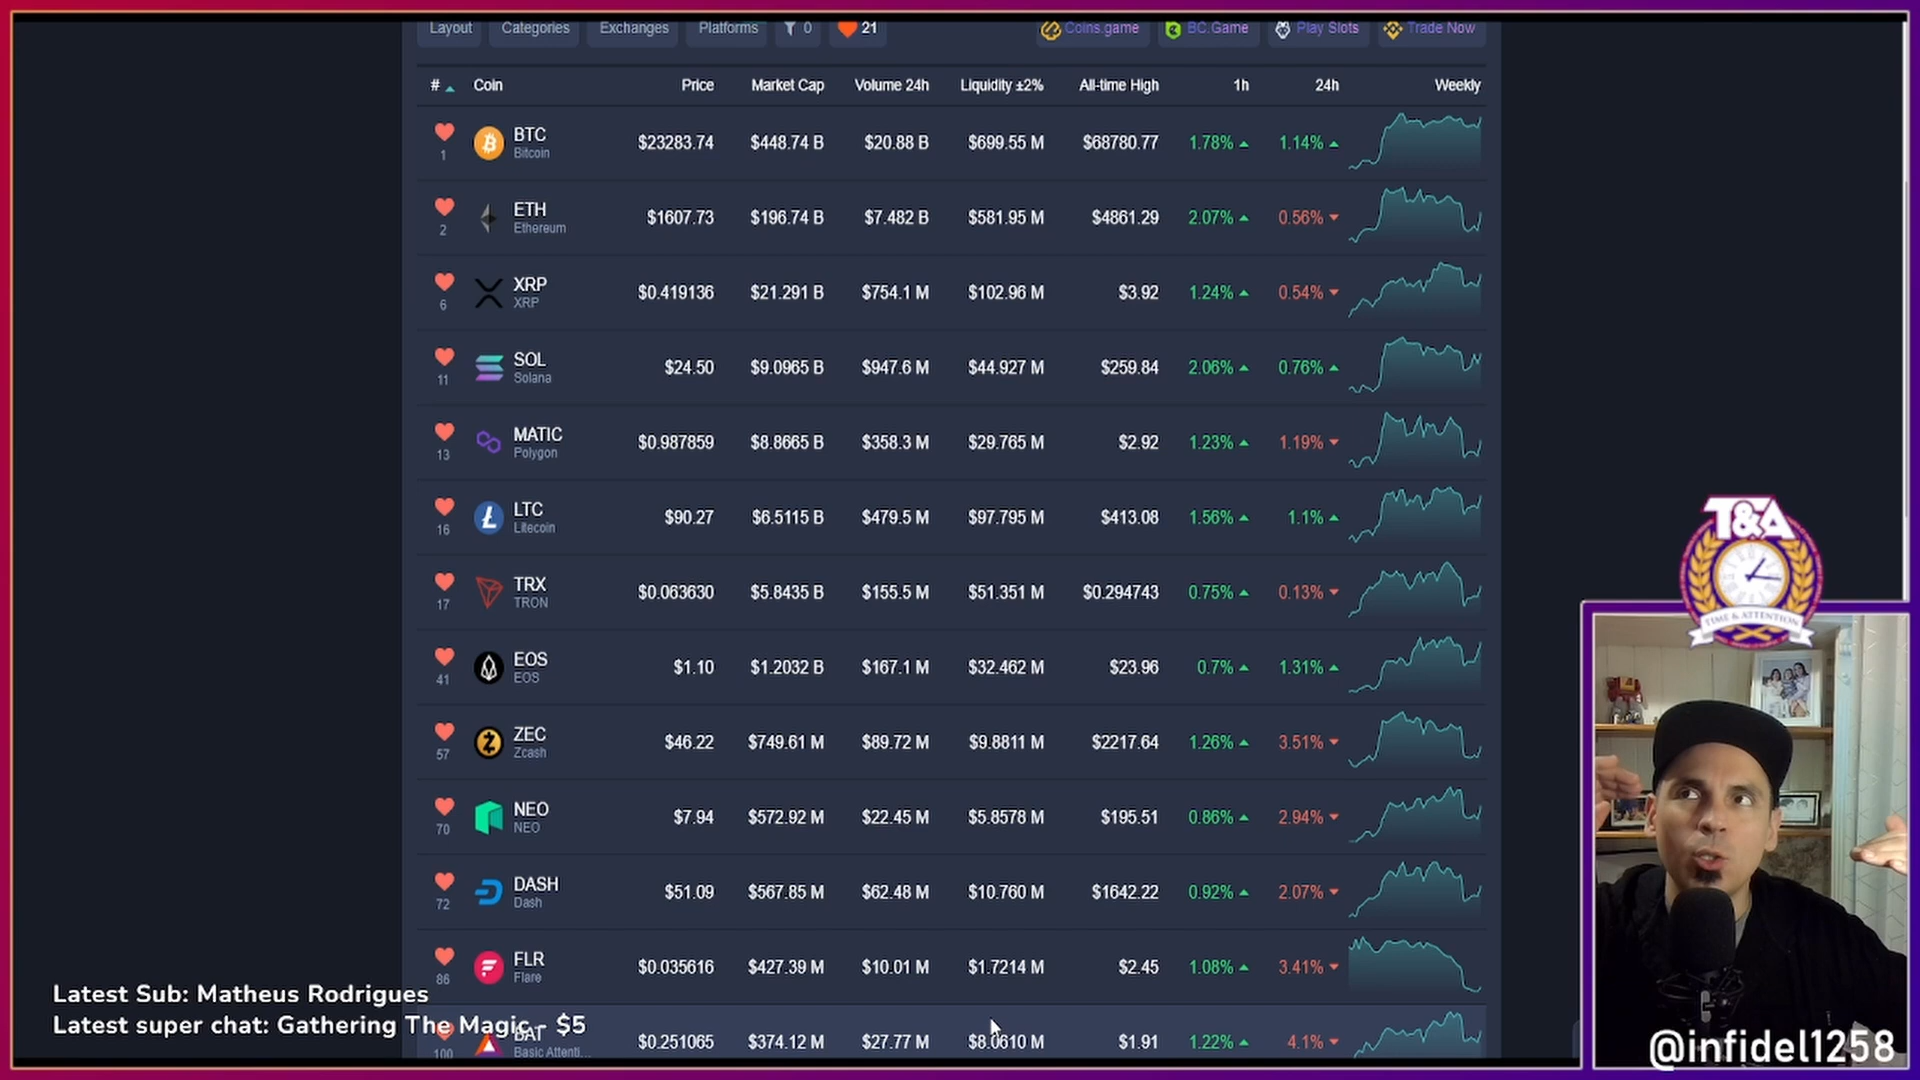 Layout Categories Exchanges Platforms 0 21 Coins.game BC.Game Play Slots Trade Now
# Coin Price Market Cap Volume 24h Liquidity ±2% All-time High 1h 24h Weekly
1 BTC Bitcoin $23283.74 $448.74 B $20.88 B $699.55 M $68780.77 1.78% 1.14%
2 ETH Ethereum $1607.73 $196.74 B $7.482 B $581.95 M $4861.29 2.07% 0.56%
6 XRP XRP $0.419136 $21.291 B $754.1 M $102.96 M $3.92 1.24% 0.54%
11 SOL Solana $24.50 $9.0965 B $947.6 M $44.927 M $259.84 2.06% 0.76%
13 MATIC Polygon $0.987859 $8.8665 B $358.3 M $29.765 M $2.92 1.23% 1.19%
16 LTC Litecoin $90.27 $6.5115 B $479.5 M $97.795 M $413.08 1.56% 1.1%
17 TRX TRON $0.063630 $5.8435 B $155.5 M $51.351 M $0.294743 0.75% 0.13%
41 EOS EOS $1.10 $1.2032 B $167.1 M $32.462 M $23.96 0.7% 1.31%
57 ZEC Zcash $46.22 $749.61 M $89.72 M $9.8811 M $2217.64 1.26% 3.51%
70 NEO NEO $7.94 $572.92 M $22.45 M $5.8578 M $195.51 0.86% 2.94%
72 DASH Dash $51.09 $567.85 M $62.48 M $10.760 M $1642.22 0.92% 2.07%
86 FLR Flare $0.035616 $427.39 M $10.01 M $1.7214 M $2.45 1.08% 3.41%
100 BAT Basic Attenti... $0.251065 $374.12 M $27.77 M $8.0610 M $1.91 1.22% 4.1%
Latest Sub: Matheus Rodrigues
Latest super chat: Gathering The Magic - $5
T&A
TIME & ATTENTION
@infidel1258